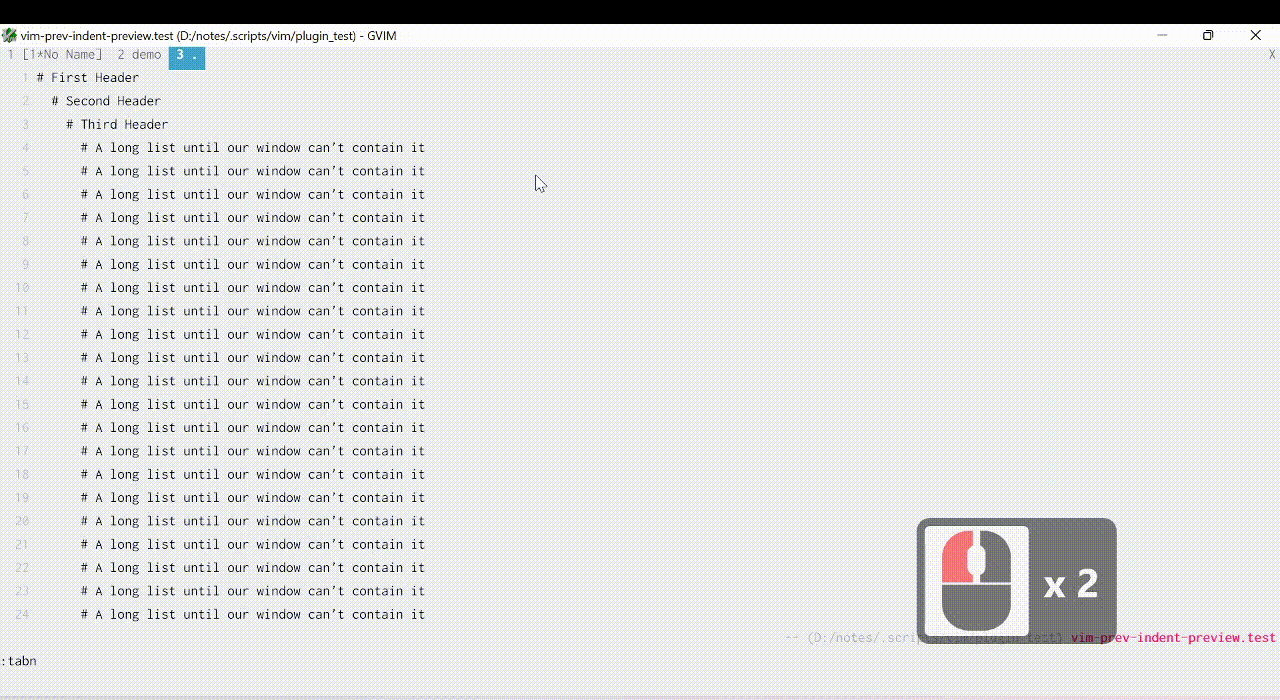 vim-prev-indent-preview.test (D:/notes/.scripts/vim/plugin_test) - GVIM
1 [1*No Name] 2 demo 3 . X
1 # First Header
2 # Second Header
3 # Third Header
4 # A long list until our window can't contain it
5 # A long list until our window can't contain it
6 # A long list until our window can't contain it
7 # A long list until our window can't contain it
8 # A long list until our window can't contain it
9 # A long list until our window can't contain it
10 # A long list until our window can't contain it
11 # A long list until our window can't contain it
12 # A long list until our window can't contain it
13 # A long list until our window can't contain it
14 # A long list until our window can't contain it
15 # A long list until our window can't contain it
16 # A long list until our window can't contain it
17 # A long list until our window can't contain it
18 # A long list until our window can't contain it
19 # A long list until our window can't contain it
20 # A long list until our window can't contain it
21 # A long list until our window can't contain it
22 # A long list until our window can't contain it
23 # A long list until our window can't contain it
24 # A long list until our window can't contain it
x 2
-- (D:/notes/.scripts/vim/plugin_test) vim-prev-indent-preview.test
:tabn